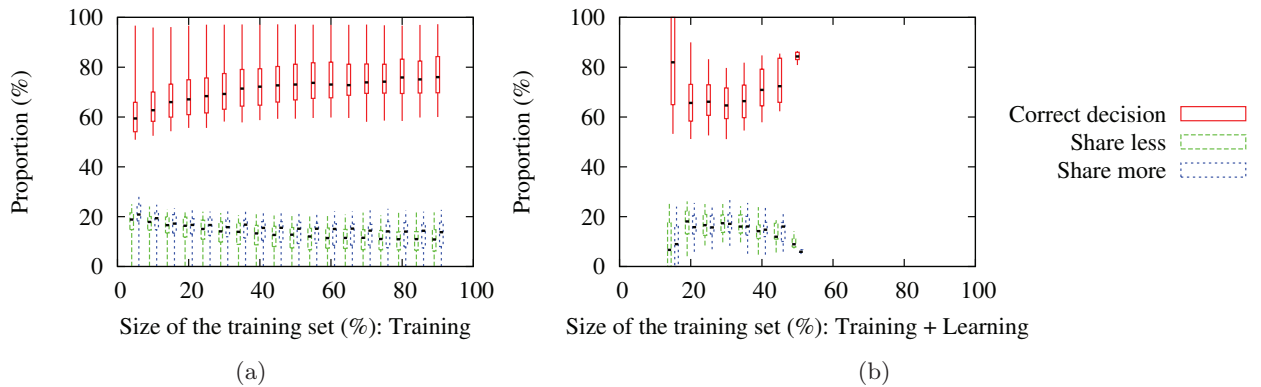 100
80
60
40
20
0
Proportion (%)
0 20 40 60 80 100
Size of the training set (%): Training
(a)
100
80
60
40
20
0
Proportion (%)
0 20 40 60 80 100
Size of the training set (%): Training + Learning
(b)
Correct decision
Share less
Share more